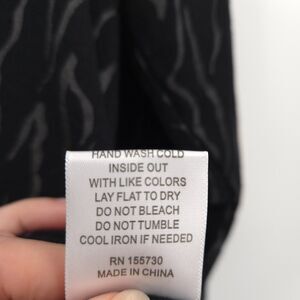 HAND WASH COLD
INSIDE OUT
WITH LIKE COLORS
LAY FLAT TO DRY
DO NOT BLEACH
DO NOT TUMBLE
COOL IRON IF NEEDED
RN 155730
MADE IN CHINA